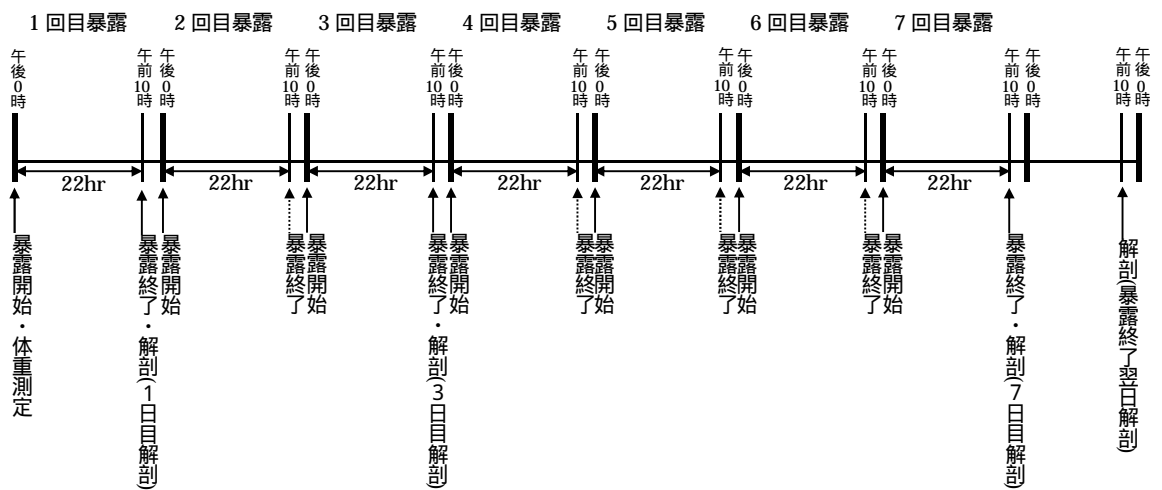 1 回目暴露
2 回目暴露
3 回目暴露
4 回目暴露
5 回目暴露
6 回目暴露
7 回目暴露
午後0時
午前10時
午後0時
午前10時
午後0時
午前10時
午後0時
午前10時
午後0時
午前10時
午後0時
午前10時
午後0時
午前10時
午後0時
午前10時
午後0時
22hr
22hr
22hr
22hr
22hr
22hr
22hr
暴露開始・体重測定
暴露終了・解剖(1日目解剖)
暴露開始
暴露終了
暴露開始
暴露終了・解剖(3日目解剖)
暴露開始
暴露終了
暴露開始
暴露終了
暴露開始
暴露終了
暴露開始
暴露終了・解剖(7日目解剖)
解剖(暴露終了翌日解剖)